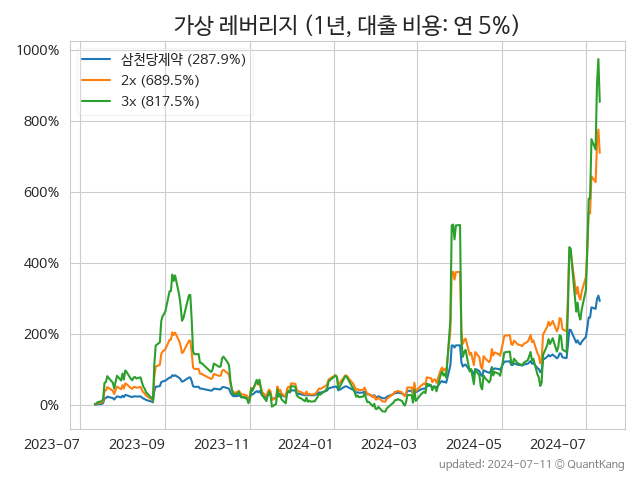 가상 레버리지 (1년, 대출 비용: 연 5%)
삼천당제약 (287.9%)
2x (689.5%)
3x (817.5%)
1000%
800%
600%
400%
200%
0%
2023-07 2023-09 2023-11 2024-01 2024-03 2024-05 2024-07
updated: 2024-07-11 © QuantKang